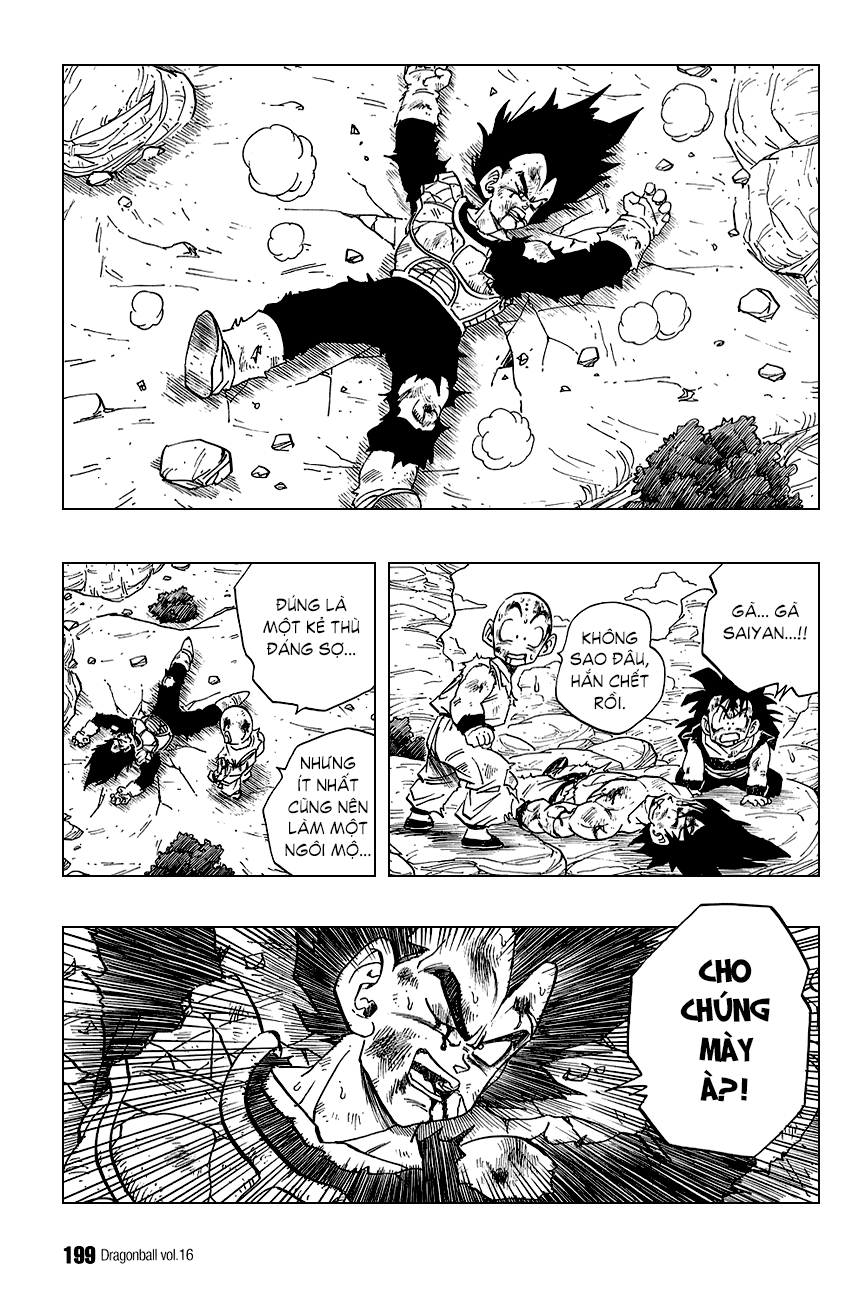 GÃ... GÃ
SAIYAN...!!
KHÔNG
SAO ĐÂU,
HẮN CHẾT
RỒI.
ĐÚNG LÀ
MỘT KẺ THÙ
ĐÁNG SỢ...
NHƯNG
ÍT NHẤT
CŨNG NÊN
LÀM MỘT
NGÔI MỘ...
CHO
CHÚNG
MÀY
À?!
199 Dragonball vol.16